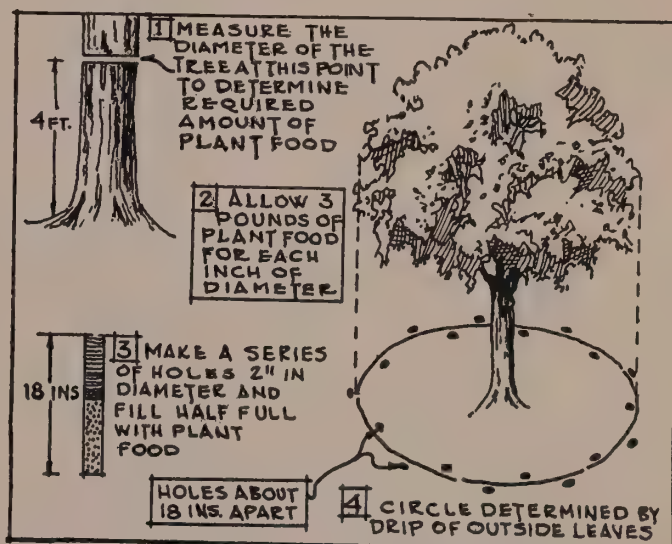 1 MEASURE THE
DIAMETER OF THE
TREE AT THIS POINT
TO DETERMINE
REQUIRED
AMOUNT OF
PLANT FOOD
4 FT.
2 ALLOW 3
POUNDS OF
PLANT FOOD
FOR EACH
INCH OF
DIAMETER
3 MAKE A SERIES
OF HOLES 2" IN
DIAMETER AND
FILL HALF FULL
WITH PLANT
FOOD
18 INS
HOLES ABOUT
18 INS. APART
4 CIRCLE DETERMINED BY
DRIP OF OUTSIDE LEAVES